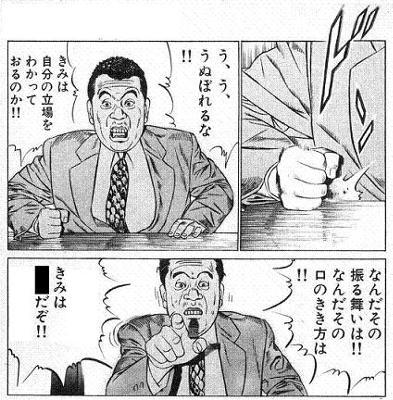 う、う、
うぬぼれるな
!!
きみは
自分の立場を
わかって
おるのか!!
なんだその
振る舞いは!!
なんだその
口のきき方は
!!
きみは
だぞ!!